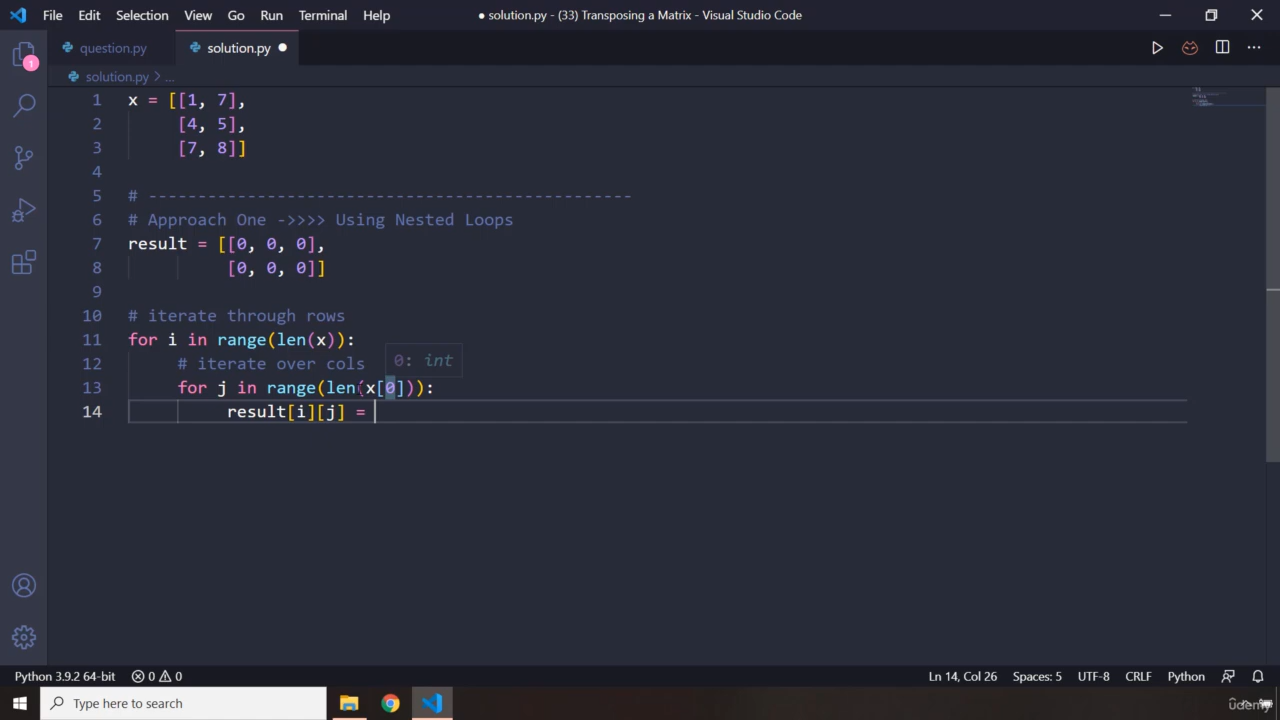 File Edit Selection View Go Run Terminal Help
● solution.py - (33) Transposing a Matrix - Visual Studio Code
question.py solution.py
solution.py > ...
1 x = [[1, 7],
2 [4, 5],
3 [7, 8]]
4
5 # -------------------------------------------------
6 # Approach One ->>>> Using Nested Loops
7 result = [[0, 0, 0],
8 [0, 0, 0]]
9
10 # iterate through rows
11 for i in range(len(x)):
12 # iterate over cols
0: int
13 for j in range(len(x[0])):
14 result[i][j] =
1
Python 3.9.2 64-bit 0 0 Ln 14, Col 26 Spaces: 5 UTF-8 CRLF Python
Type here to search
udemy